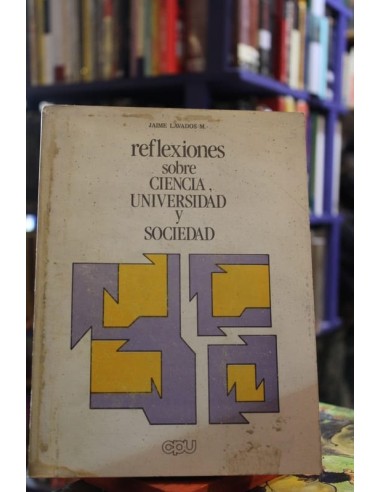 JAIME LAVADOS M.
reflexiones
sobre
CIENCIA,
UNIVERSIDAD
y
SOCIEDAD
cpu